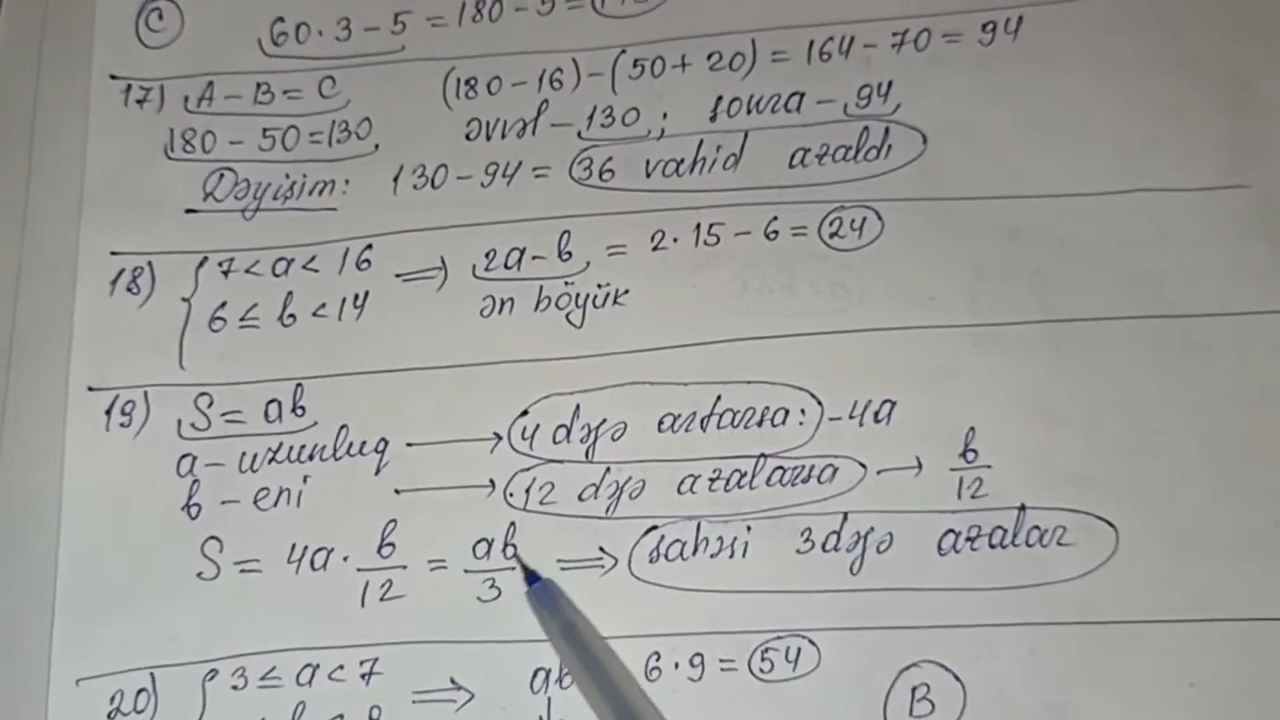 C 60·3-5=180-5=
17) A-B=C (180-16)-(50+20)=164-70=94
180-50=130 əvvəl-130; sonra-94
Dəyişim: 130-94=36 vahid azaldı
18) { 7<a<16 ⟹ 2a-b = 2·15-6=24
6≤b<14 ən böyük
19) S=ab
a-uzunluq → 4 dəfə artarsa: -4a
b-eni → 12 dəfə azalarsa → b/12
S=4a·b/12=ab/3 ⟹ sahəsi 3 dəfə azalar
20) { 3≤a<7 ⟹ ab 6·9=54 B